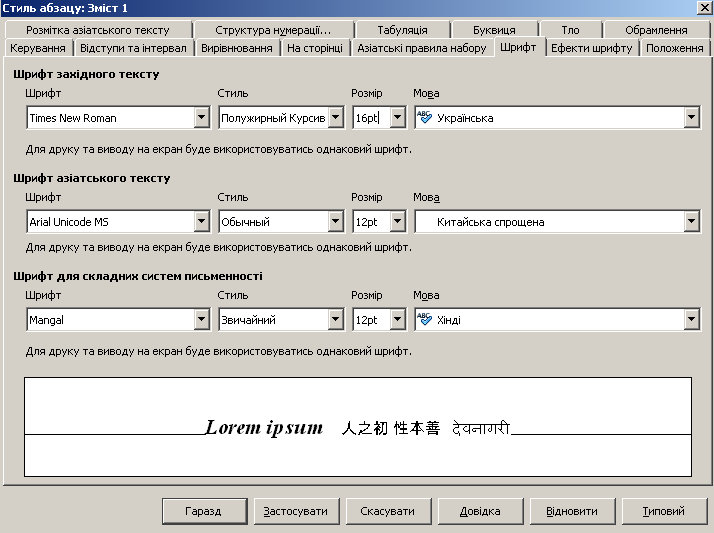 Стиль абзацу: Зміст 1
Розмітка азіатського тексту Структура нумерації... Табуляція Буквиця Тло Обрамлення
Керування Відступи та інтервал Вирівнювання На сторінці Азіатські правила набору Шрифт Ефекти шрифту Положення
Шрифт західного тексту
Шрифт Стиль Розмір Мова
Times New Roman Полужирный Курсив 16pt Українська
Для друку та виводу на екран буде використовуватись однаковий шрифт.
Шрифт азіатського тексту
Шрифт Стиль Розмір Мова
Arial Unicode MS Обычный 12pt Китайська спрощена
Для друку та виводу на екран буде використовуватись однаковий шрифт.
Шрифт для складних систем письменності
Шрифт Стиль Розмір Мова
Mangal Звичайний 12pt Хінді
Для друку та виводу на екран буде використовуватись однаковий шрифт.
Lorem ipsum 人之初 性本善 देवनागरी
Гаразд Застосувати Скасувати Довідка Відновити Типовий